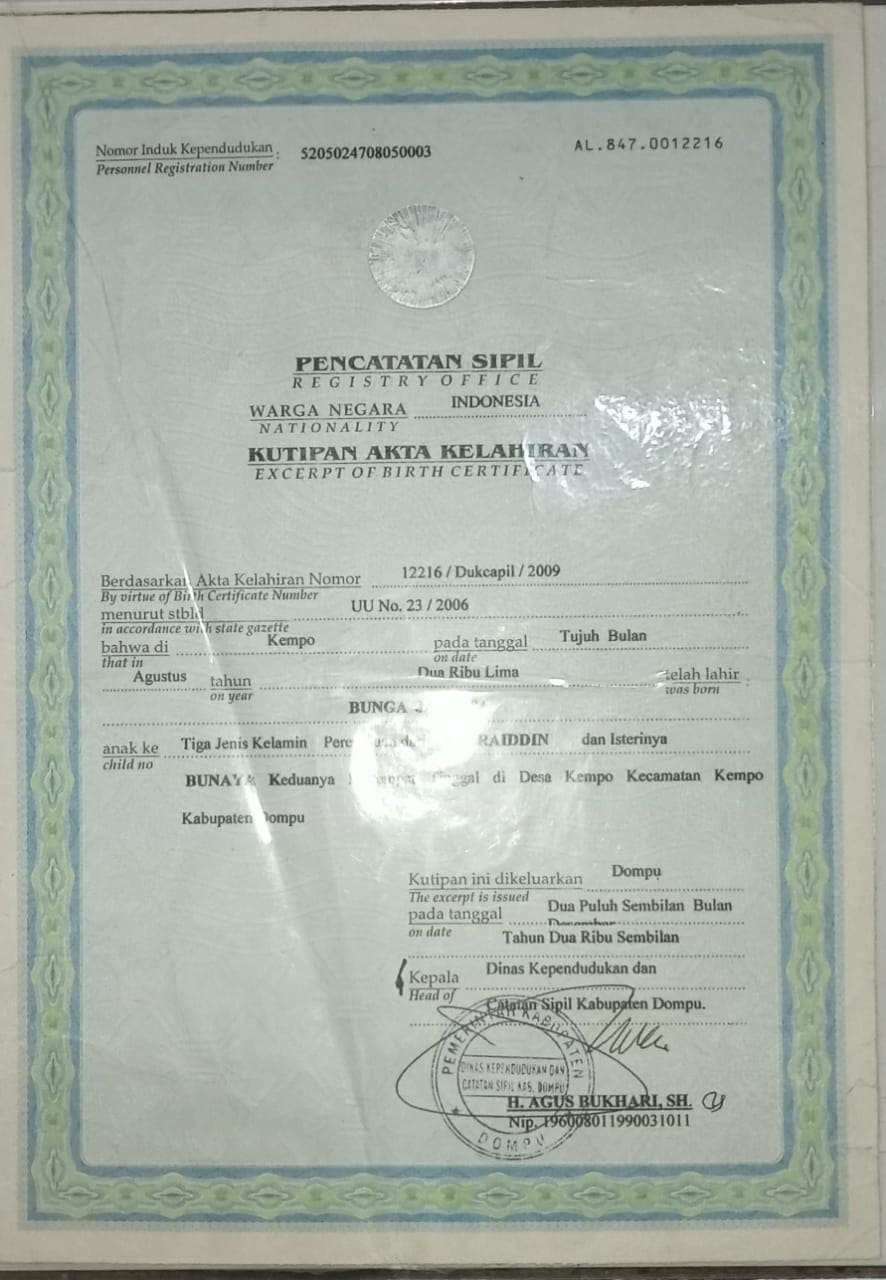 Nomor Induk Kependudukan : 5205024708050003
Personnel Registration Number
AL.847.0012216
PENCATATAN SIPIL
REGISTRY OFFICE
WARGA NEGARA INDONESIA
NATIONALITY
KUTIPAN AKTA KELAHIRAN
EXCERPT OF BIRTH CERTIFICATE
Berdasarkan Akta Kelahiran Nomor 12216 / Dukcapil / 2009
By virtue of Birth Certificate Number
menurut stbld UU No. 23 / 2006
in accordance with state gazette
bahwa di Kempo pada tanggal Tujuh Bulan
that in on date
Agustus tahun Dua Ribu Lima telah lahir
on year was born
BUNGA
anak ke Tiga Jenis Kelamin dan Isterinya
child no
Keduanya di Desa Kempo Kecamatan Kempo
Kabupaten Dompu
Kutipan ini dikeluarkan Dompu
The excerpt is issued
pada tanggal Dua Puluh Sembilan Bulan
on date Tahun Dua Ribu Sembilan
Kepala Dinas Kependudukan dan
Head of
Catatan Sipil Kabupaten Dompu.
PEMERINTAH KABUPATEN
DINAS KEPENDUDUKAN DAN
CATATAN SIPIL KAB. DOMPU
DOMPU
H. AGUS BUKHARI, SH.
Nip. 196008011990031011